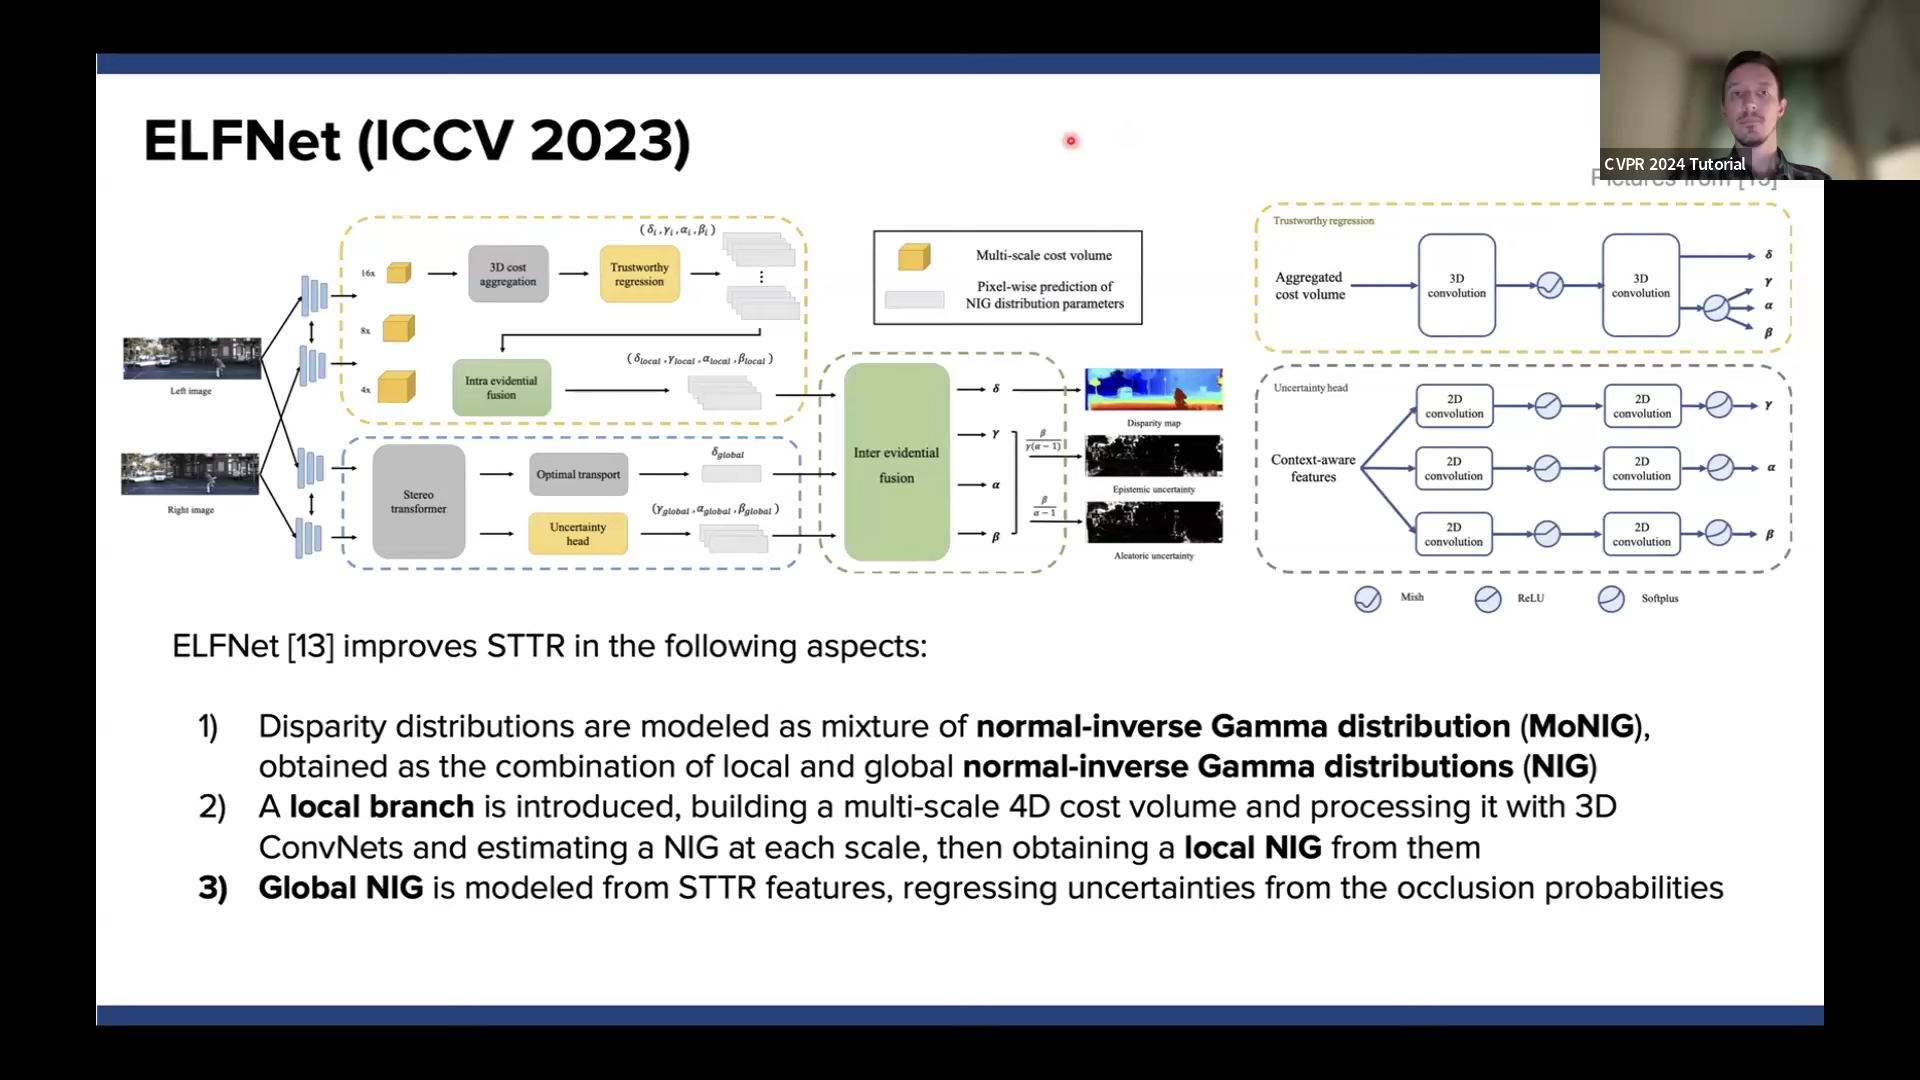 CVPR 2024 Tutorial
ELFNet (ICCV 2023)
Pictures from [13]
(δᵢ,γᵢ,αᵢ,βᵢ)
16x
3D cost
aggregation
Trustworthy
regression
8x
4x
Intra evidential
fusion
(δlocal,γlocal,αlocal,βlocal)
Left image
Right image
Stereo
transformer
Optimal transport
δglobal
Uncertainty
head
(γglobal,αglobal,βglobal)
Multi-scale cost volume
Pixel-wise prediction of
NIG distribution parameters
Inter evidential
fusion
δ
γ
α
β
β
γ(α − 1)
β
α − 1
Disparity map
Epistemic uncertainty
Aleatoric uncertainty
Trustworthy regression
Aggregated
cost volume
3D
convolution
3D
convolution
δ
γ
α
β
Uncertainty head
Context-aware
features
2D
convolution
2D
convolution
γ
2D
convolution
2D
convolution
α
2D
convolution
2D
convolution
β
Mish
ReLU
Softplus
ELFNet [13] improves STTR in the following aspects:
1) Disparity distributions are modeled as mixture of normal-inverse Gamma distribution (MoNIG),
obtained as the combination of local and global normal-inverse Gamma distributions (NIG)
2) A local branch is introduced, building a multi-scale 4D cost volume and processing it with 3D
ConvNets and estimating a NIG at each scale, then obtaining a local NIG from them
3) Global NIG is modeled from STTR features, regressing uncertainties from the occlusion probabilities